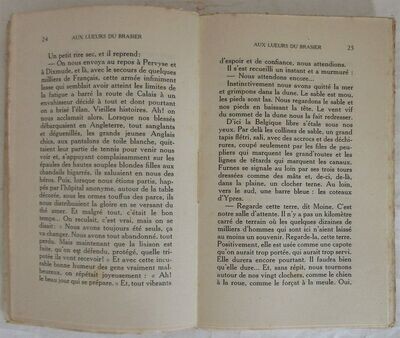 24
AUX LUEURS DU BRASIER
Un petit rire sec, et il reprend:
— On nous envoya au repos à Pervyse et
à Dixmude, et là, avec le secours de quelques
milliers de Français, cette armée infiniment
lasse qui semblait avoir atteint les limites de
la fatigue a barré la route de Calais à un
envahisseur décidé à tout et dont pourtant
on a brisé l'élan. Vieilles histoires. Ah! on
nous acclamait alors. Lorsque nos blessés
débarquaient en Angleterre, sanglants
et déguenillés, les grands jeunes Anglais
chics, aux pantalons de toile blanche, quit-
taient leur partie de tennis pour venir nous
voir et, s'appuyant complaisamment sur les
épaules des hautes souples blondes filles aux
chandails bigarrés, ils saluaient en nous des
héros. Puis, lorsque nous étions partis, happés
par l'hôpital anonyme, autour de la table
décorée, sous les ormes touffus des parcs, ils
nous distribuaient la gloire en se versant du
thé amer. Et malgré tout, c'était le bon
temps... On reculait, c'est vrai, mais on se
disait: « Nous avons toujours été seuls, ça
va changer. Nous avons tout abandonné, tout
perdu. Mais maintenant que la liaison est
faite, qu'on est défendu, protégé, quelle tri-
potée ils vont recevoir! » Et avec cette incu-
rable bonne humeur des gens vraiment mal-
heureux, on répétait joyeusement: « Ah!
le beau jour qui se prépare. » Et, tout vibrants
AUX LUEURS DU BRASIER
25
d'espoir et de confiance, nous attendions.
Il s'est recueilli un instant et a murmuré:
— Nous attendons encore...
Instinctivement nous avons quitté la mer
et grimpons dans la dune. Le sable est mou,
les pieds sont las. Nous regardons le sable et
nos pieds en baissant la tête. Le vent vif
du sommet de dune nous la fait redresser.
D'ici la Belgique libre s'étale sous nos
yeux. Par delà les collines de sable, un grand
tapis flétri, sali, avec des accrocs et des déchi-
rures, coupé seulement par les files de peu-
pliers qui marquent les grand'routes et les
lignes de têtards qui marquent les canaux.
Furnes se signale au loin par ses trois tours
dressées comme des mâts et, de-ci, de-là,
dans la plaine, un clocher terne. Au loin,
vers le sud, une barre bleue: les coteaux
d'Ypres.
— Regarde cette terre, dit Moine. C'est
notre salle d'attente. Il n'y a pas un kilomètre
carré de terrain où les quelques dizaines de
milliers d'hommes qui sont ici n'aient laissé
au moins un souvenir. Regarde-la, cette terre.
Positivement, elle est usée comme une capote
qu'on aurait trop portée, qui aurait trop servi.
Elle durera encore pourtant. Il faudra bien
qu'elle dure... Et, sans répit, nous tournons
autour de nos vingt clochers, comme le chien
à la roue, comme le forçat à la meule. Oui,